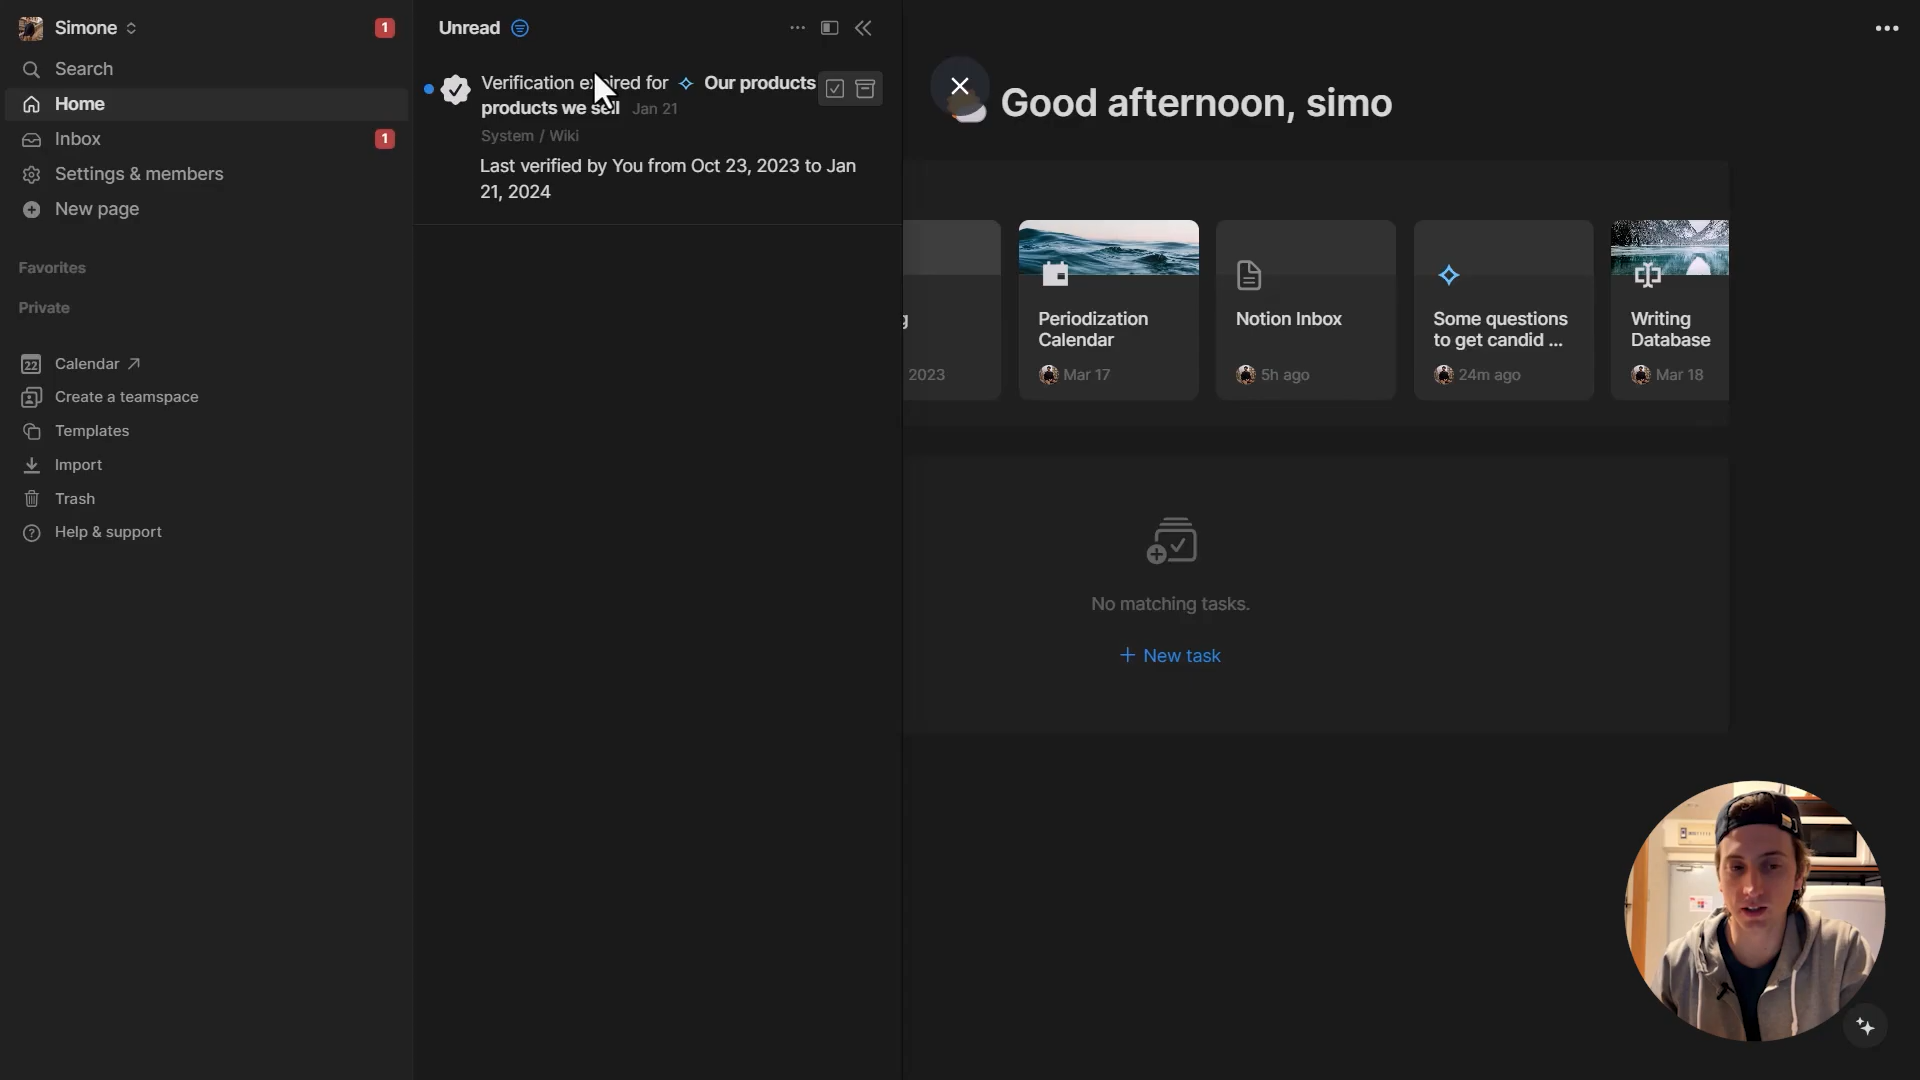 Simone
1
Search
Home
Inbox
1
Settings & members
New page
Favorites
Private
22
Calendar
Create a teamspace
Templates
Import
Trash
Help & support
Unread
Verification expired for Our products
products we sell Jan 21
System / Wiki
Last verified by You from Oct 23, 2023 to Jan
21, 2024
Good afternoon, simo
g
2023
Periodization
Calendar
Mar 17
Notion Inbox
5h ago
Some questions
to get candid ...
24m ago
Writing
Database
Mar 18
No matching tasks.
+ New task